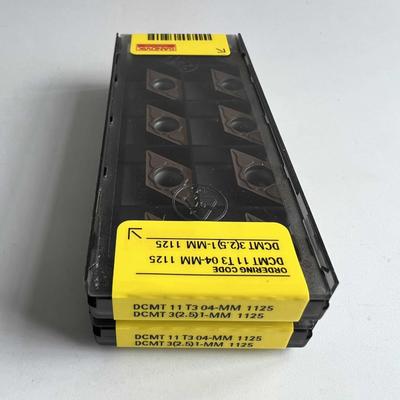 SANDVIK
ORDERING CODE
DCMT 11 T3 04-MM 1125
DCMT 3(2.5)1-MM 1125
DCMT 11 T3 04-MM 1125
DCMT 3(2.5)1-MM 1125
DCMT 11 T3 04-MM 1125
DCMT 3(2.5)1-MM 1125